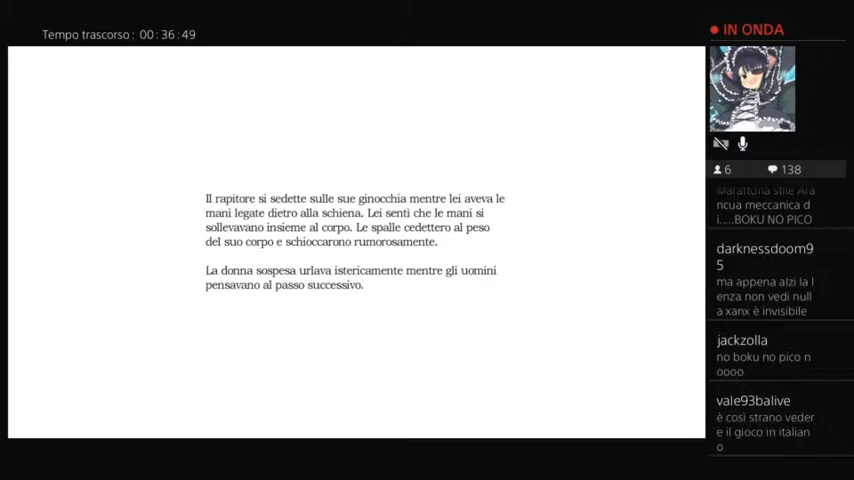 Tempo trascorso: 00:36:49
IN ONDA
6
138
Il rapitore si sedette sulle sue ginocchia mentre lei aveva le
mani legate dietro alla schiena. Lei sentì che le mani si
sollevavano insieme al corpo. Le spalle cedettero al peso
del suo corpo e schioccarono rumorosamente.
La donna sospesa urlava istericamente mentre gli uomini
pensavano al passo successivo.
Marattona stile Ara
ncua meccanica d
i.....BOKU NO PICO
darknessdoom9
5
ma appena alzi la l
enza non vedi null
a xanx è invisibile
jackzolla
no boku no pico n
oooo
vale93balive
è così strano veder
e il gioco in italian
o